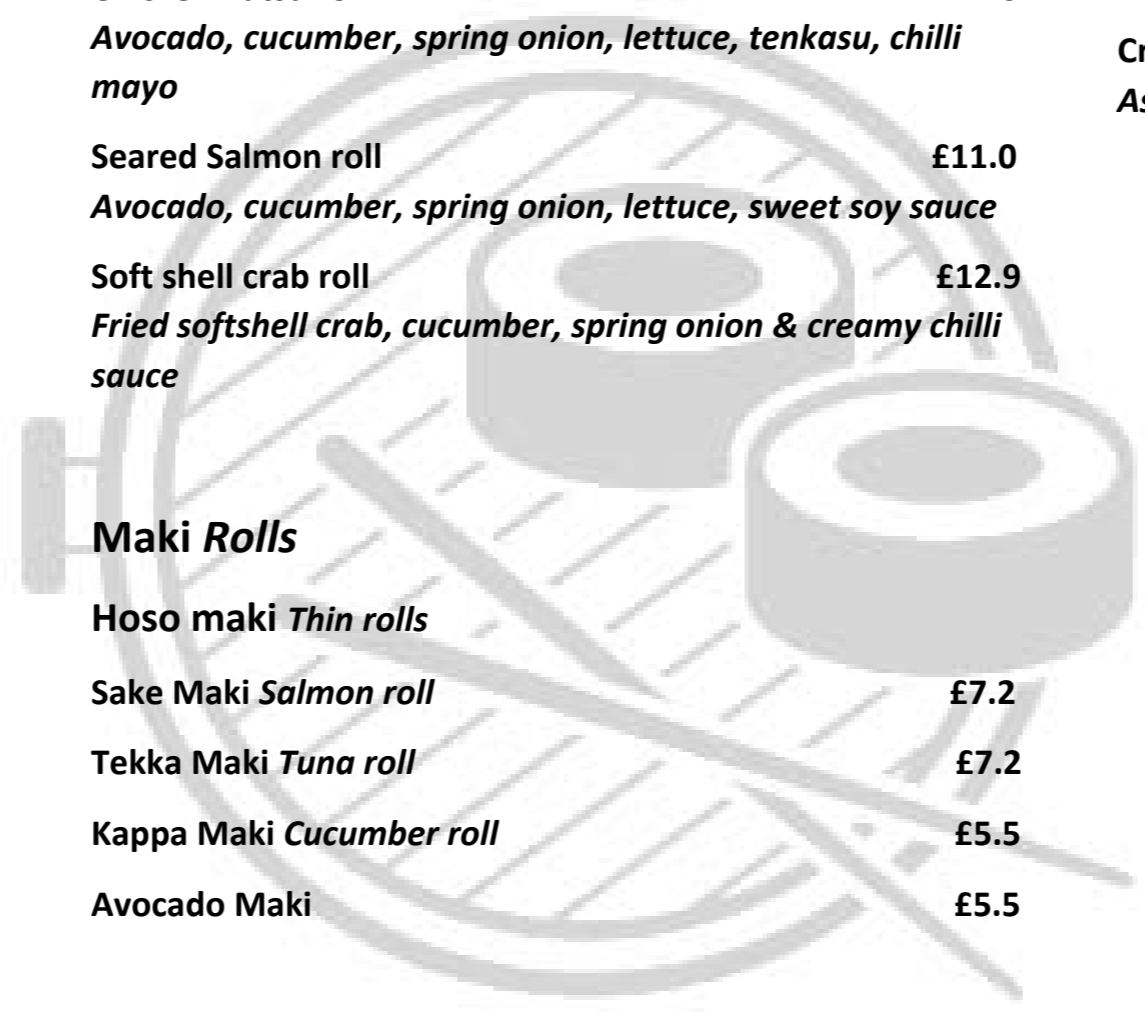 Avocado, cucumber, spring onion, lettuce, tenkasu, chilli
mayo
Seared Salmon roll £11.0
Avocado, cucumber, spring onion, lettuce, sweet soy sauce
Soft shell crab roll £12.9
Fried softshell crab, cucumber, spring onion & creamy chilli
sauce
Maki Rolls
Hoso maki Thin rolls
Sake Maki Salmon roll £7.2
Tekka Maki Tuna roll £7.2
Kappa Maki Cucumber roll £5.5
Avocado Maki £5.5